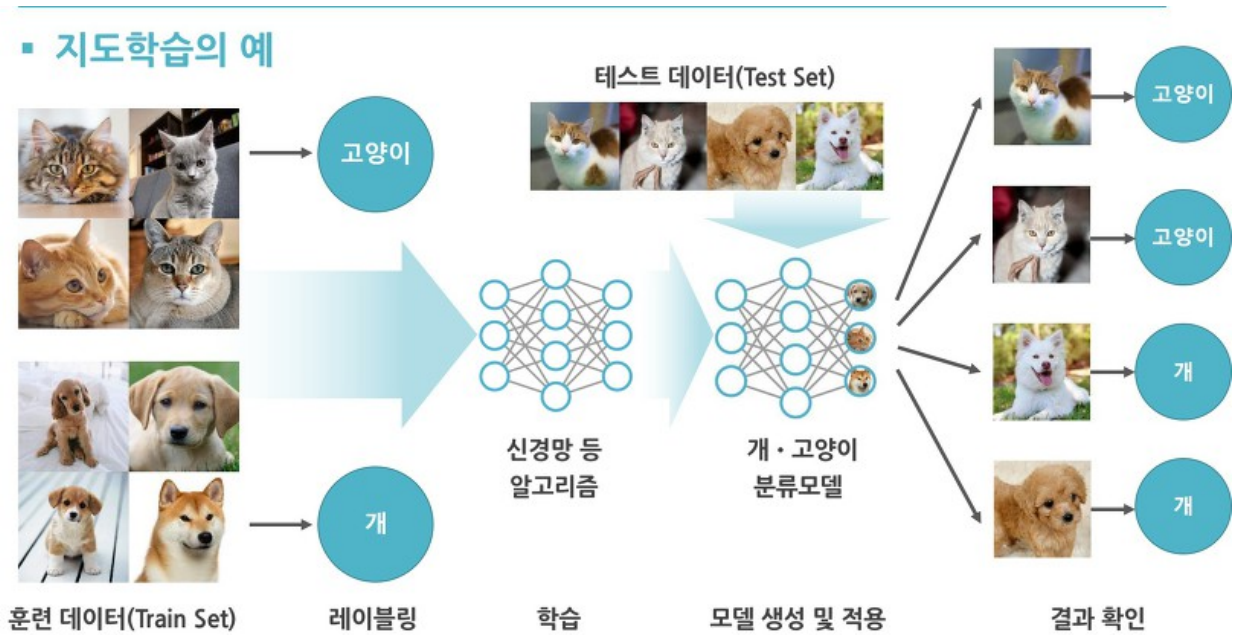 ▪ 지도학습의 예
테스트 데이터(Test Set)
고양이
개
신경망 등
알고리즘
개 · 고양이
분류모델
고양이
고양이
개
개
훈련 데이터(Train Set)
레이블링
학습
모델 생성 및 적용
결과 확인